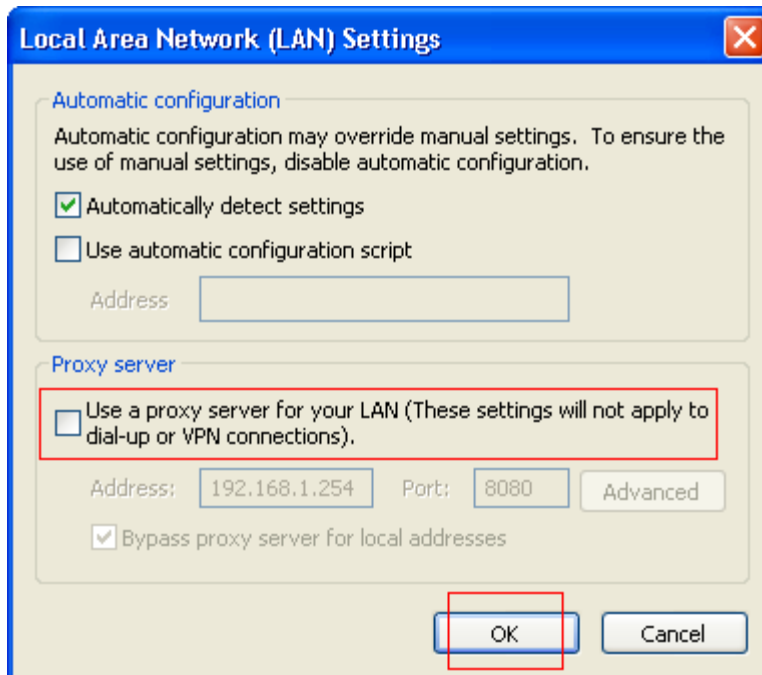 Local Area Network (LAN) Settings
Automatic configuration
Automatic configuration may override manual settings.  To ensure the
use of manual settings, disable automatic configuration.
Automatically detect settings
Use automatic configuration script
Address
Proxy server
Use a proxy server for your LAN (These settings will not apply to
dial-up or VPN connections).
Address: 192.168.1.254 Port: 8080 Advanced
Bypass proxy server for local addresses
OK Cancel